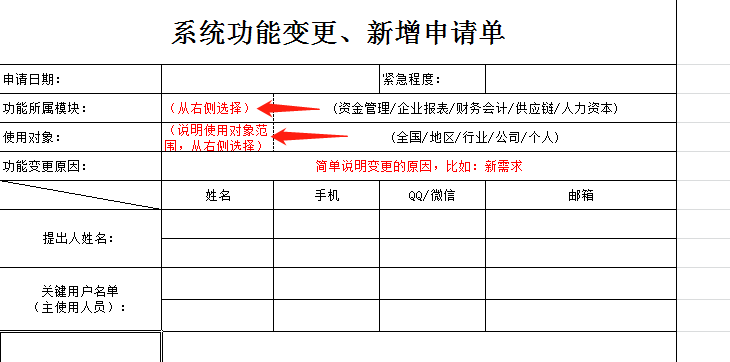 系统功能变更、新增申请单
申请日期： 紧急程度：
功能所属模块： （从右侧选择） （资金管理/企业报表/财务会计/供应链/人力资本）
使用对象： （说明使用对象范 （全国/地区/行业/公司/个人）
围，从右侧选择）
功能变更原因： 简单说明变更的原因，比如：新需求
姓名 手机 QQ/微信 邮箱
提出人姓名：
关键用户名单
（主使用人员）：